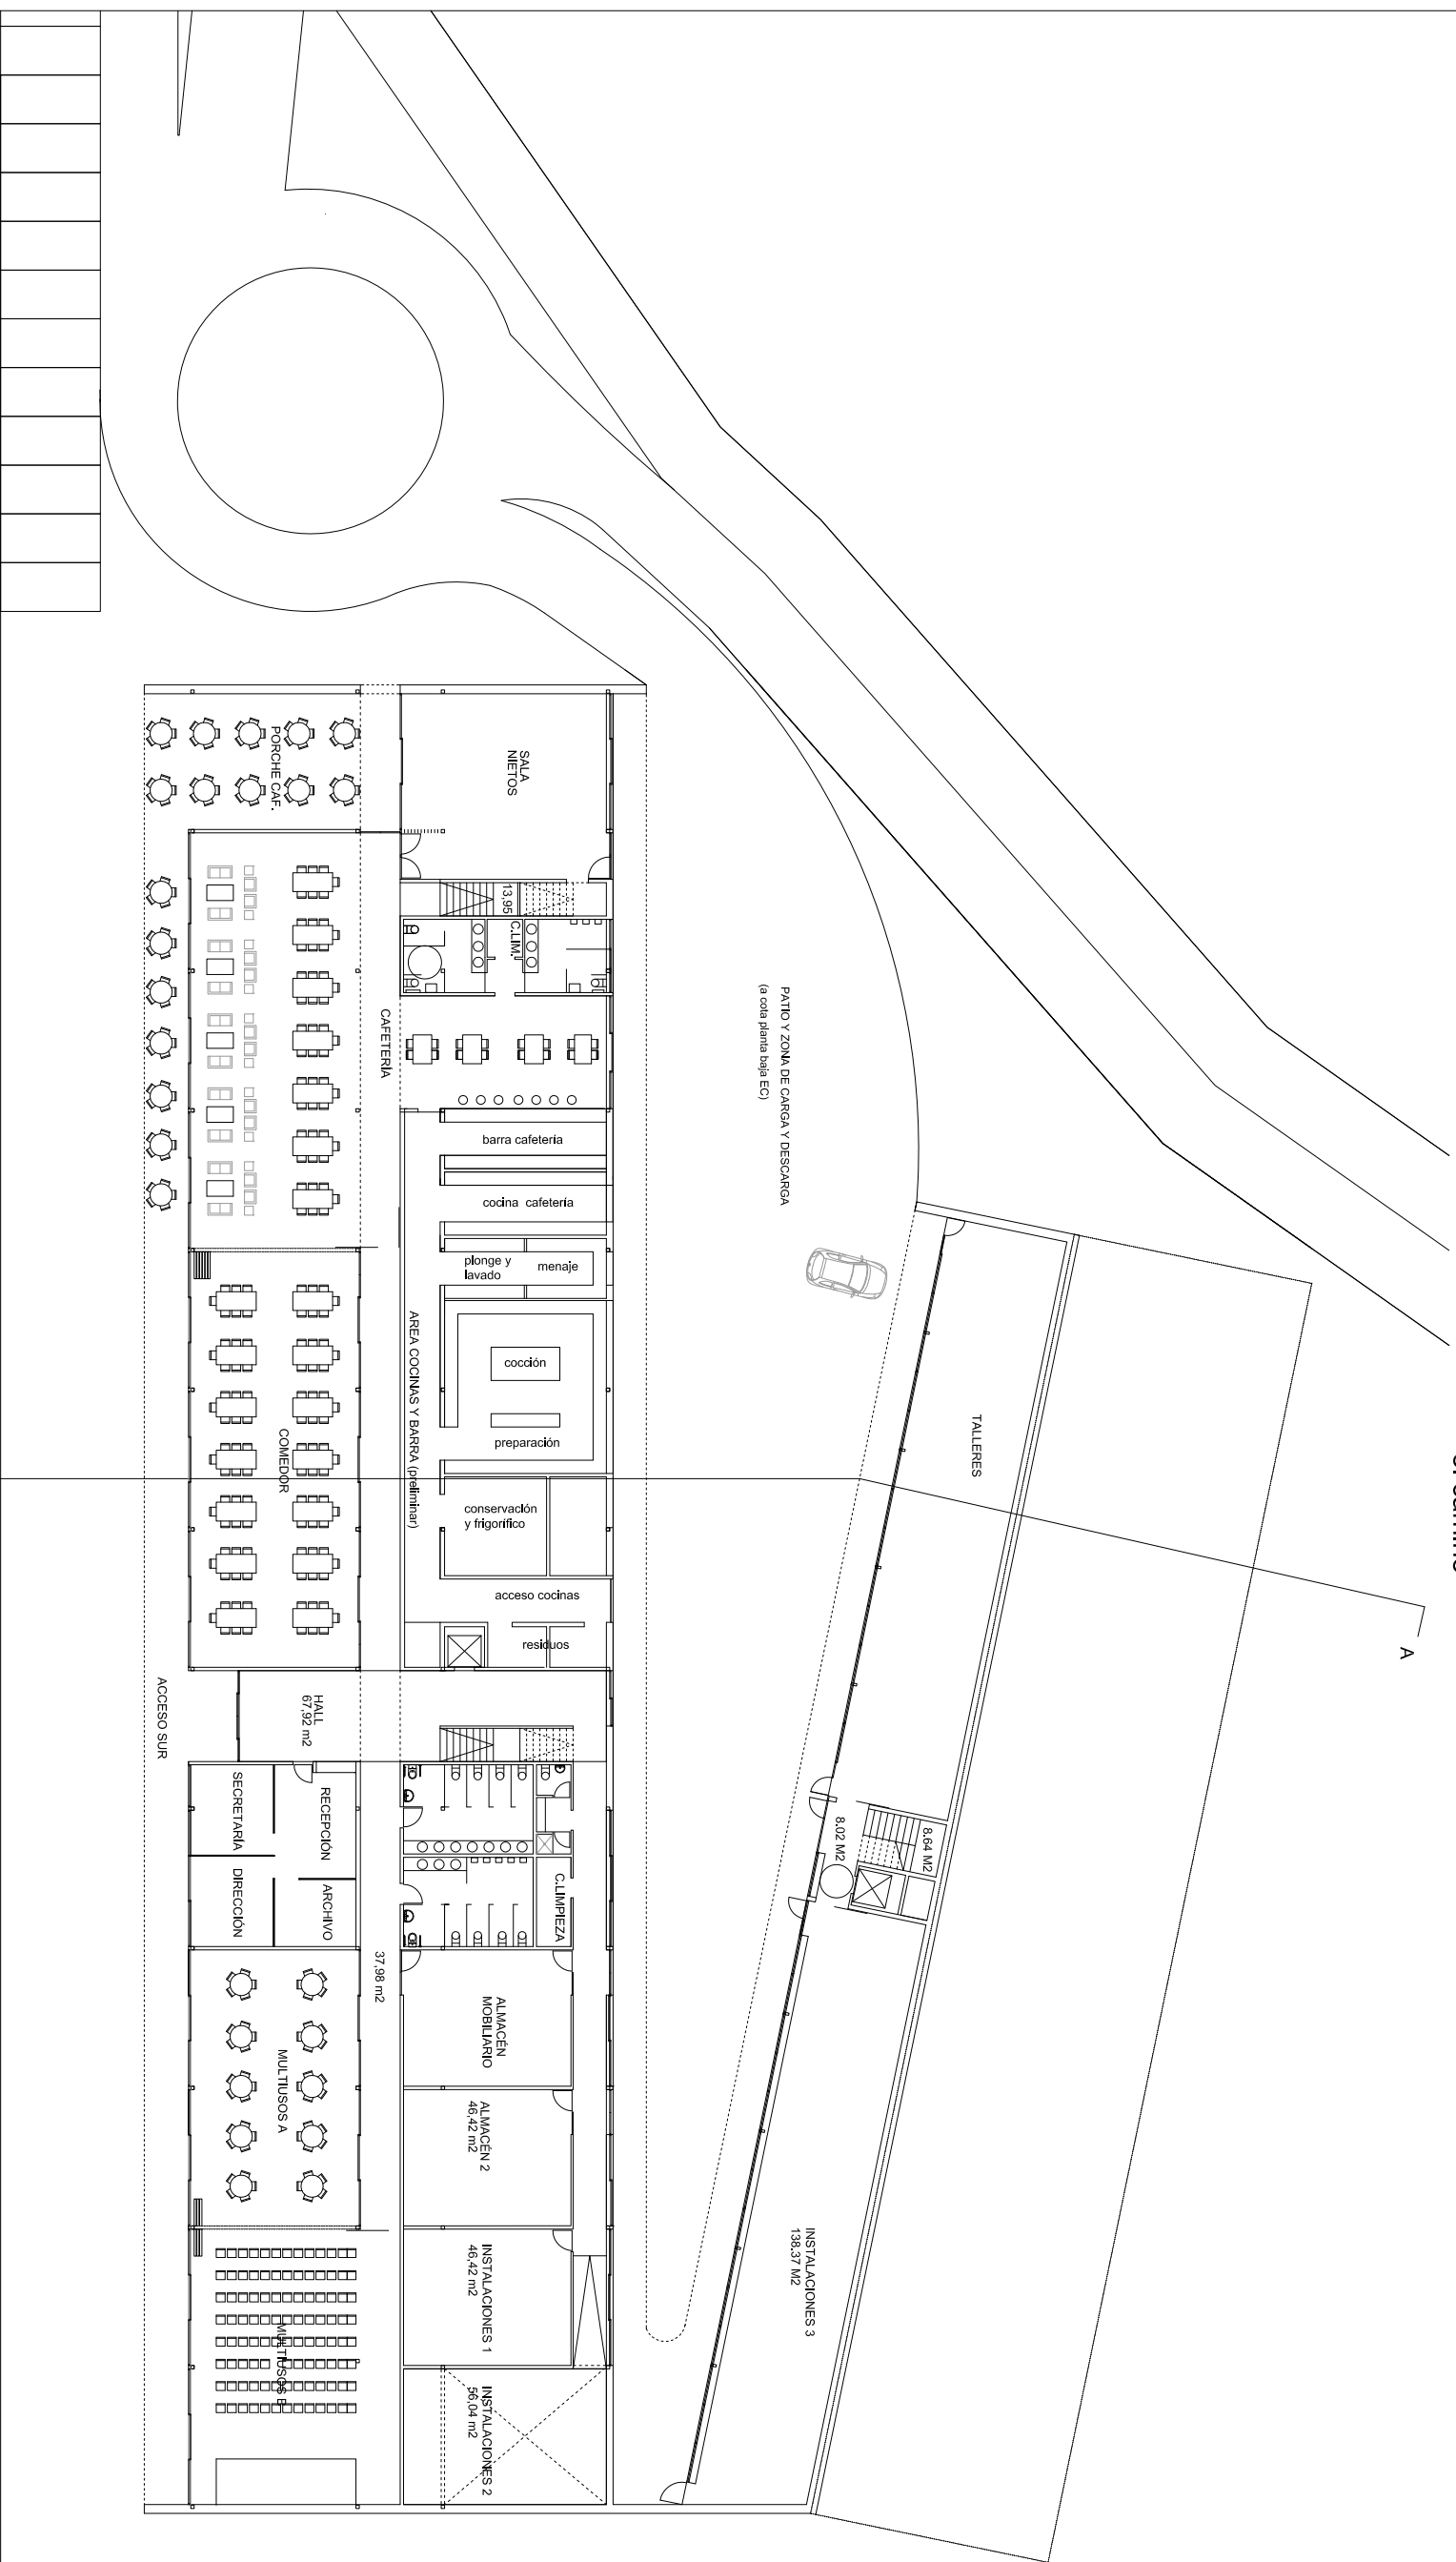 A
SALA
NIETOS
PORCHE CAF.
13.95
C.LIM.
CAFETERÍA
PATIO Y ZONA DE CARGA Y DESCARGA
(a cota planta baja EC)
barra cafetería
cocina cafetería
plonge y
lavado
menaje
AREA COCINAS Y BARRA (preliminar)
cocción
preparación
COMEDOR
TALLERES
conservación
y frigorífico
acceso cocinas
residuos
ACCESO SUR
HALL
67,92 m2
SECRETARÍA
RECEPCIÓN
DIRECCIÓN
ARCHIVO
C.LIMPIEZA
8.02 M2
8.64 M2
37,98 m2
ALMACÉN
MOBILIARIO
MULTIUSOS A
ALMACÉN 2
46,42 m2
INSTALACIONES 1
46,42 m2
INSTALACIONES 3
138.37 M2
MULTIUSOS B
INSTALACIONES 2
56,04 m2